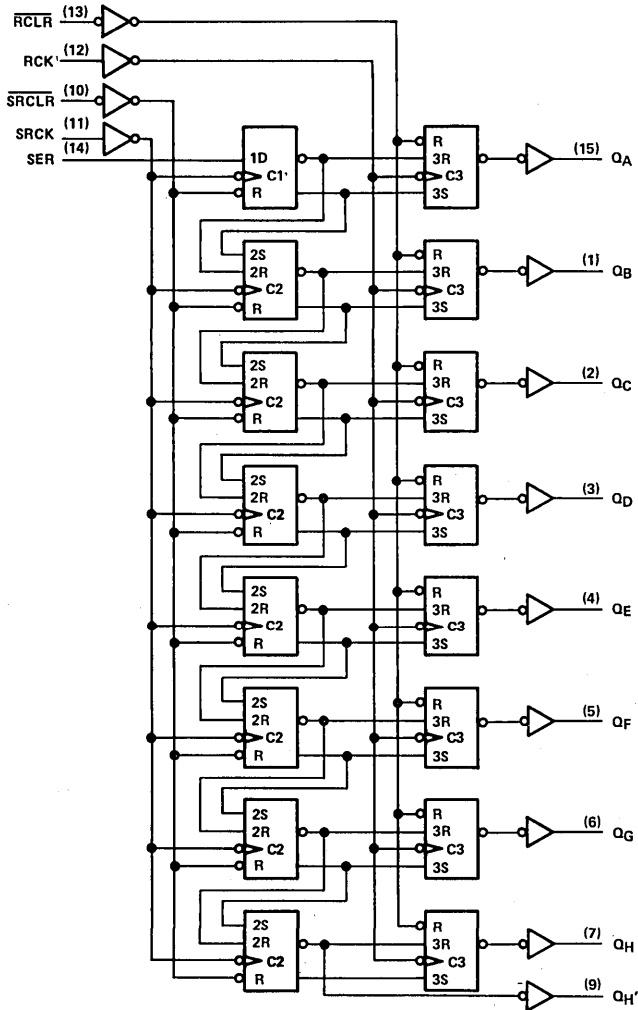 RCLR (13)
RCK' (12)
SRCLR (10)
SRCK (11)
SER (14)
1D
C1'
R
R
3R
C3
3S
(15) QA
2S
2R
C2
R
R
3R
C3
3S
(1) QB
2S
2R
C2
R
R
3R
C3
3S
(2) QC
2S
2R
C2
R
R
3R
C3
3S
(3) QD
2S
2R
C2
R
R
3R
C3
3S
(4) QE
2S
2R
C2
R
R
3R
C3
3S
(5) QF
2S
2R
C2
R
R
3R
C3
3S
(6) QG
2S
2R
C2
R
R
3R
C3
3S
(7) QH
(9) QH'